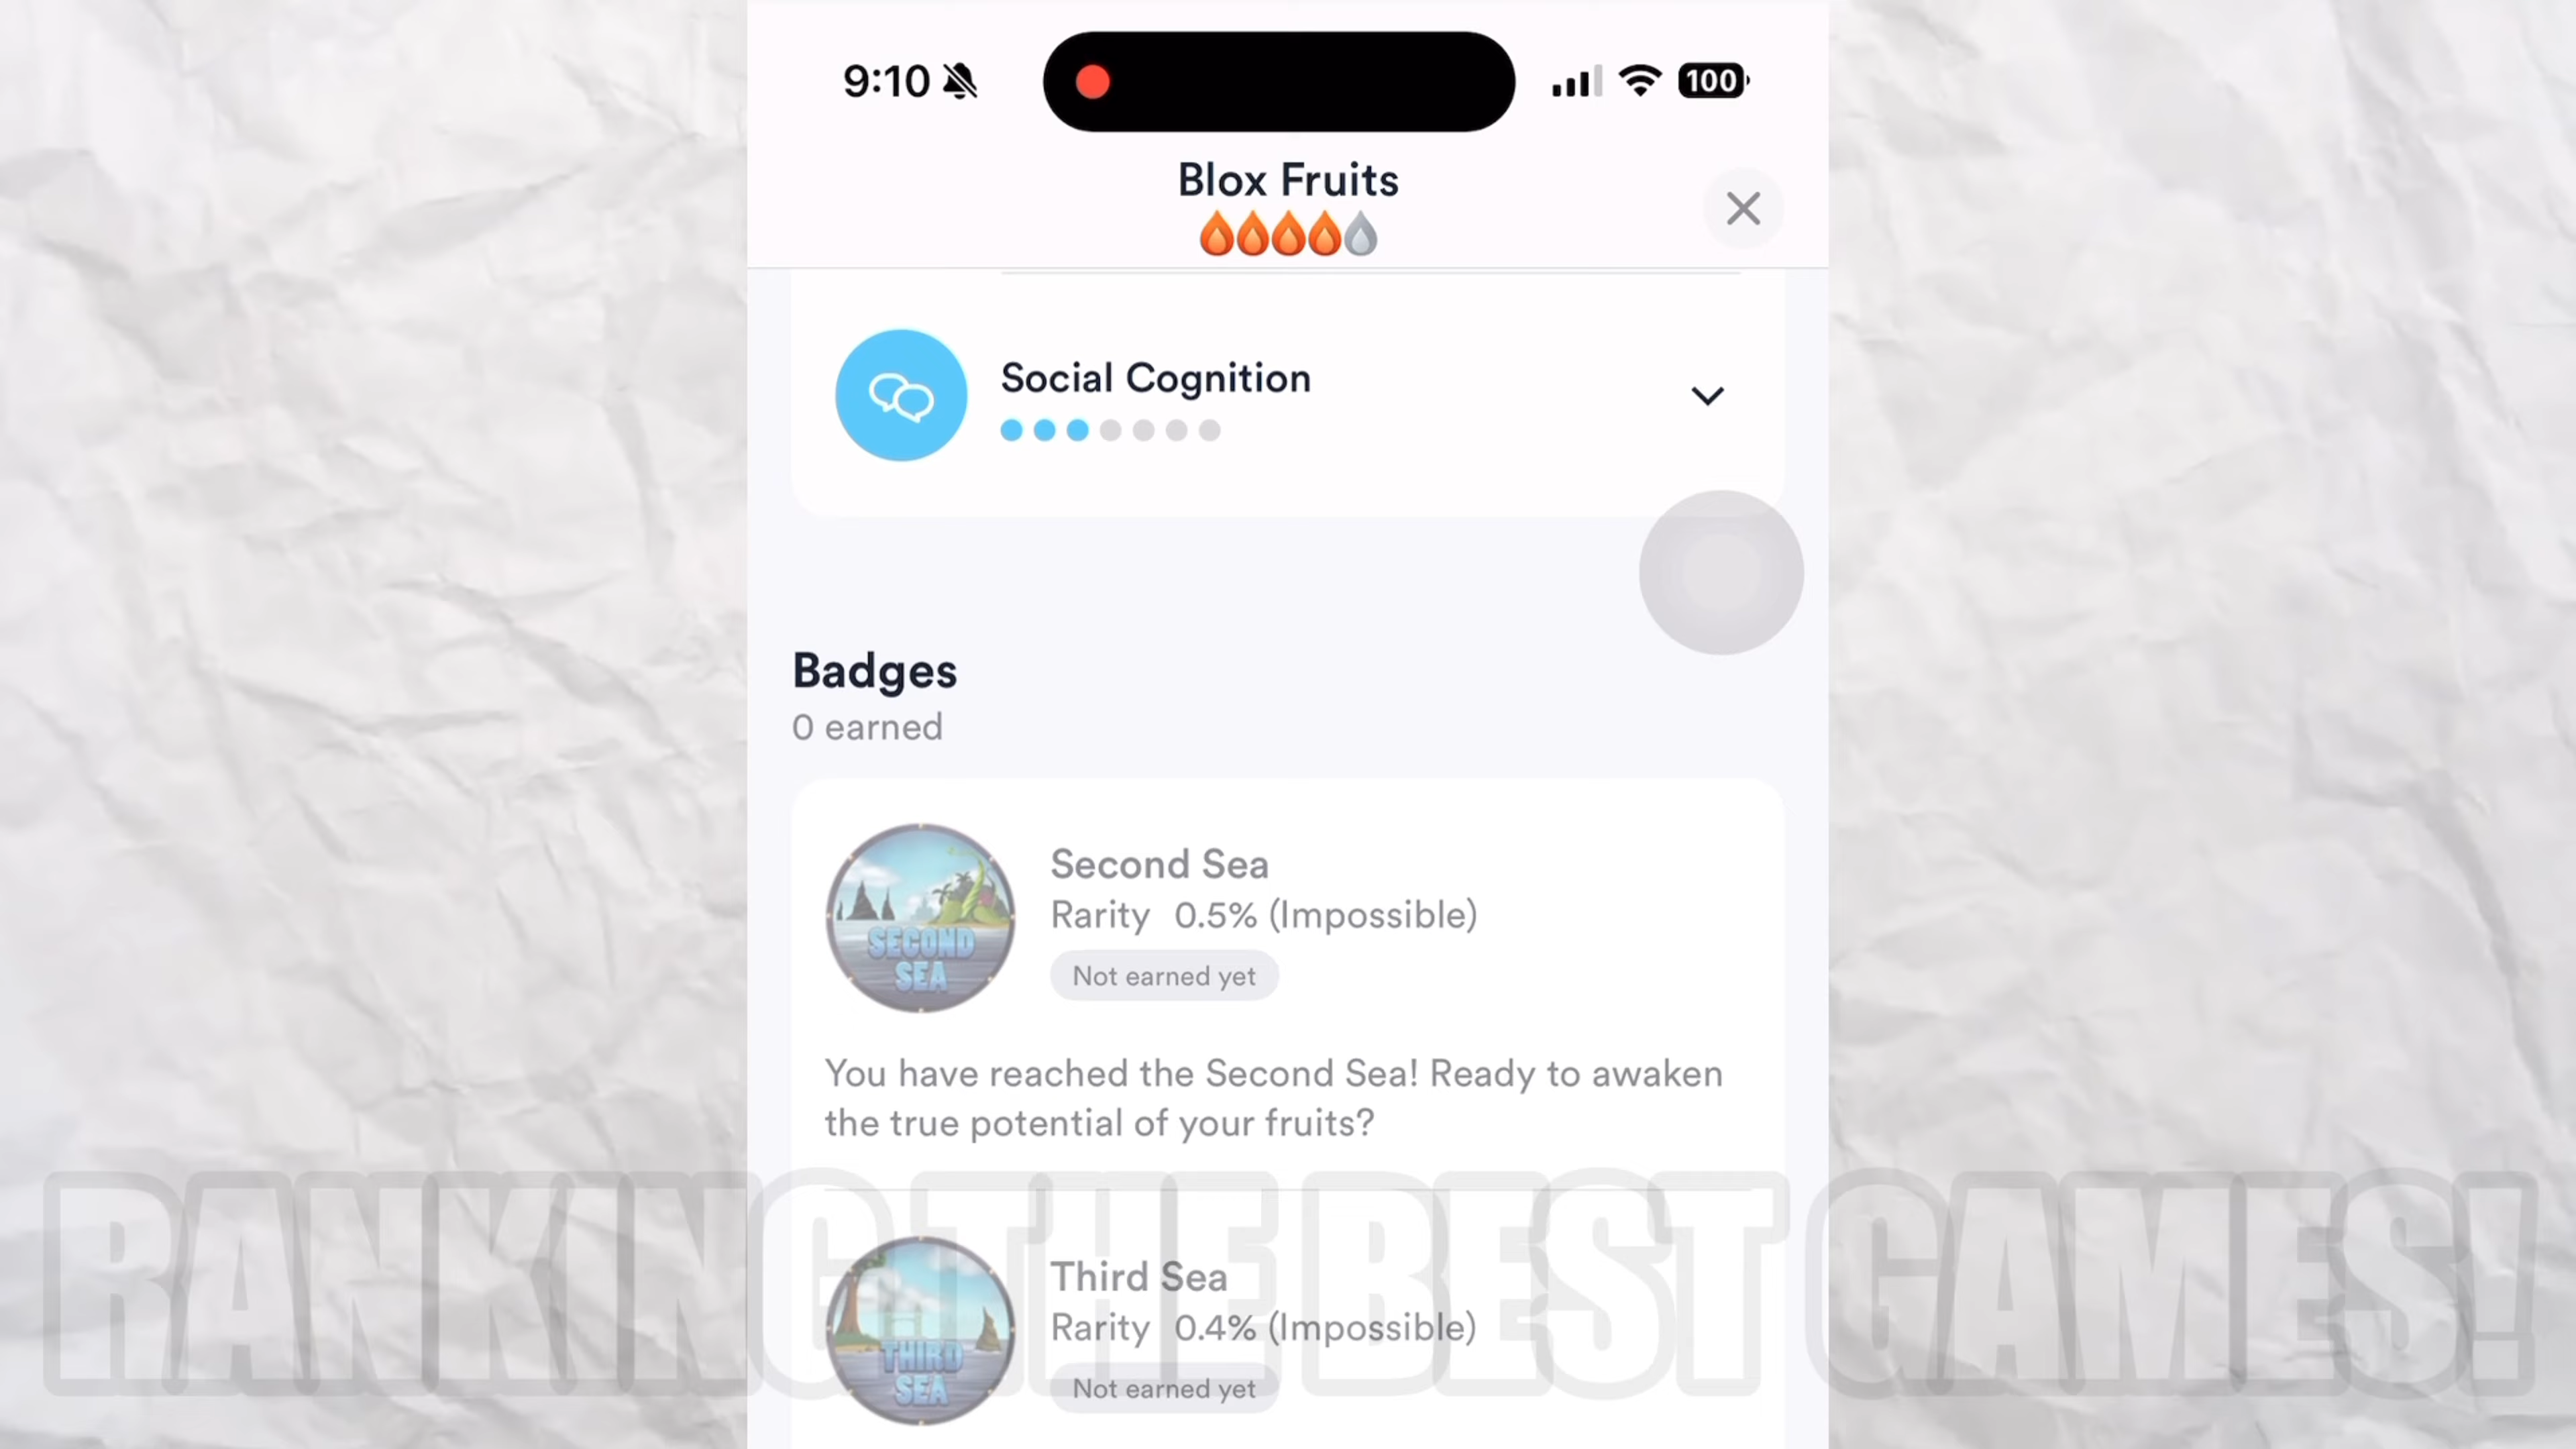 9:10
100
Blox Fruits
Social Cognition
Badges
0 earned
SECOND
SEA
Second Sea
Rarity 0.5% (Impossible)
Not earned yet
You have reached the Second Sea! Ready to awaken
the true potential of your fruits?
RANKING THE BEST GAMES!
THIRD
SEA
Third Sea
Rarity 0.4% (Impossible)
Not earned yet